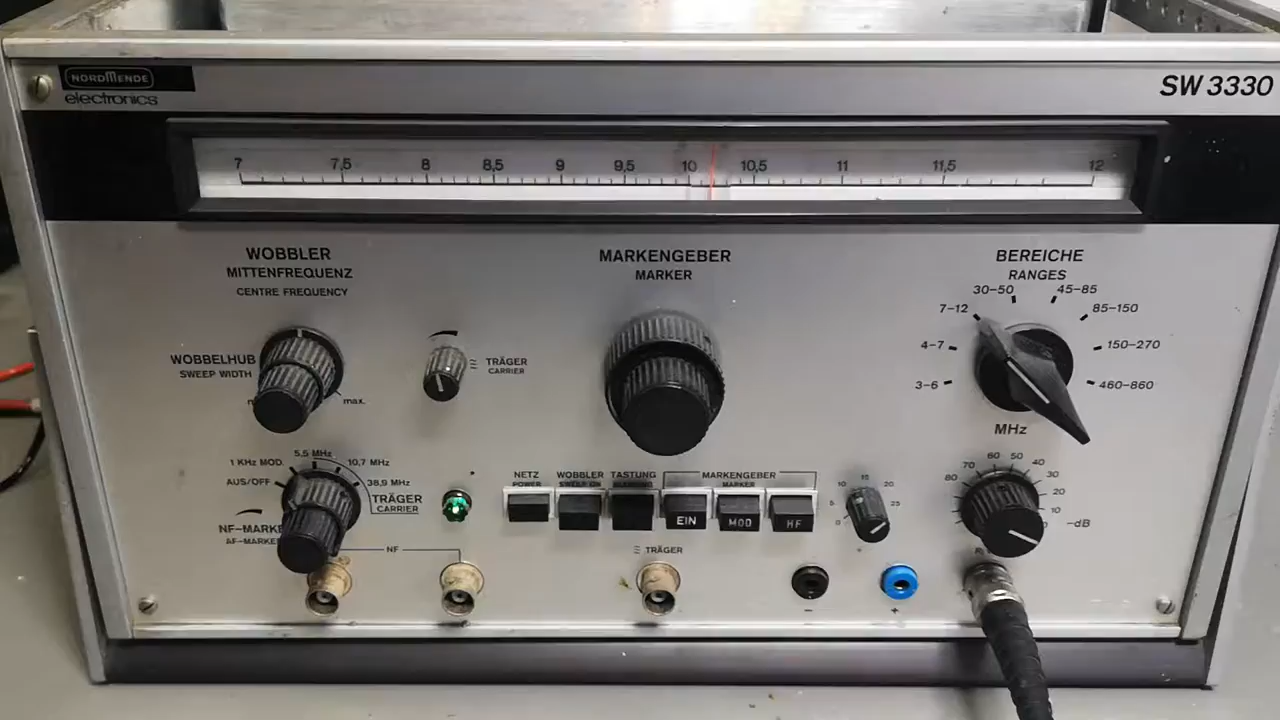 NORDMENDE
electronics
SW 3330
7 7,5 8 8,5 9 9,5 10 10,5 11 11,5 12
WOBBLER
MITTENFREQUENZ
CENTRE FREQUENCY
MARKENGEBER
MARKER
BEREICHE
RANGES
30-50 45-85
7-12 85-150
4-7 150-270
3-6 460-860
MHz
WOBBELHUB
SWEEP WIDTH
max.
TRÄGER
CARRIER
5,5 MHz
1 KHz MOD. 10,7 MHz
AUS/OFF 38,9 MHz
TRÄGER
CARRIER
NF-MARKE
AF-MARKE
NETZ
POWER
WOBBLER
SWEEP ON
TASTUNG
BLANKING
MARKENGEBER
MARKER
EIN MOD HF
0 5 10 15 20 25
80 70 60 50 40 30 20 10
-dB
NF
TRÄGER
- +